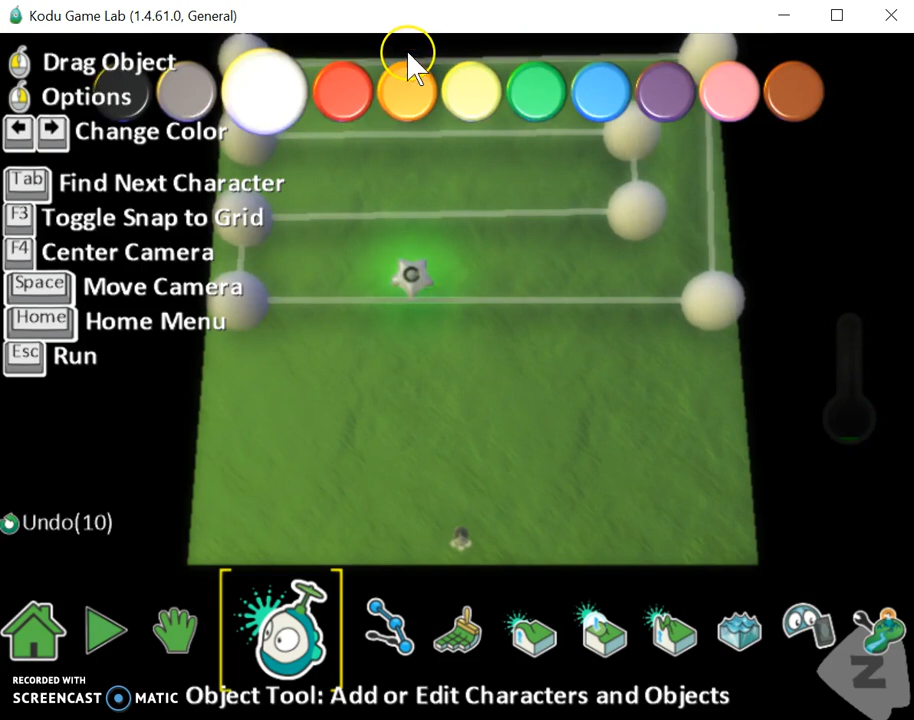 Kodu Game Lab (1.4.61.0, General)
Drag Object
Options
Change Color
Tab Find Next Character
F3 Toggle Snap to Grid
F4 Center Camera
Space Move Camera
Home Home Menu
Esc Run
Undo(10)
RECORDED WITH
SCREENCAST MATIC
Object Tool: Add or Edit Characters and Objects
N